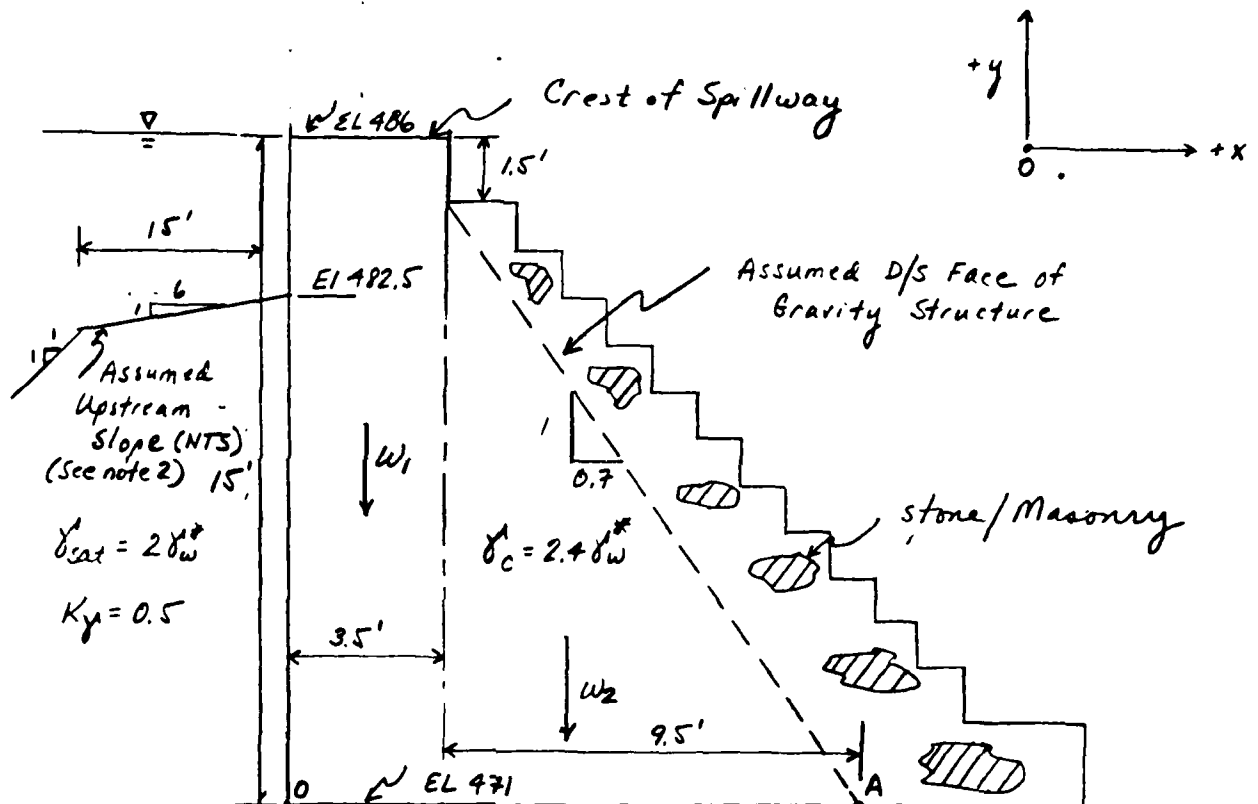 Crest of Spillway
EL 486
1.5'
+y
+x
O
15'
El 482.5
6
1
1
1
Assumed
Upstream
Slope (NTS)
(See note 2)
15'
Assumed D/S Face of
Gravity Structure
W1
1
0.7
γsat = 2γw*
γc = 2.4γw*
Stone/Masonry
Kγ = 0.5
3.5'
W2
9.5'
O
EL 471
A